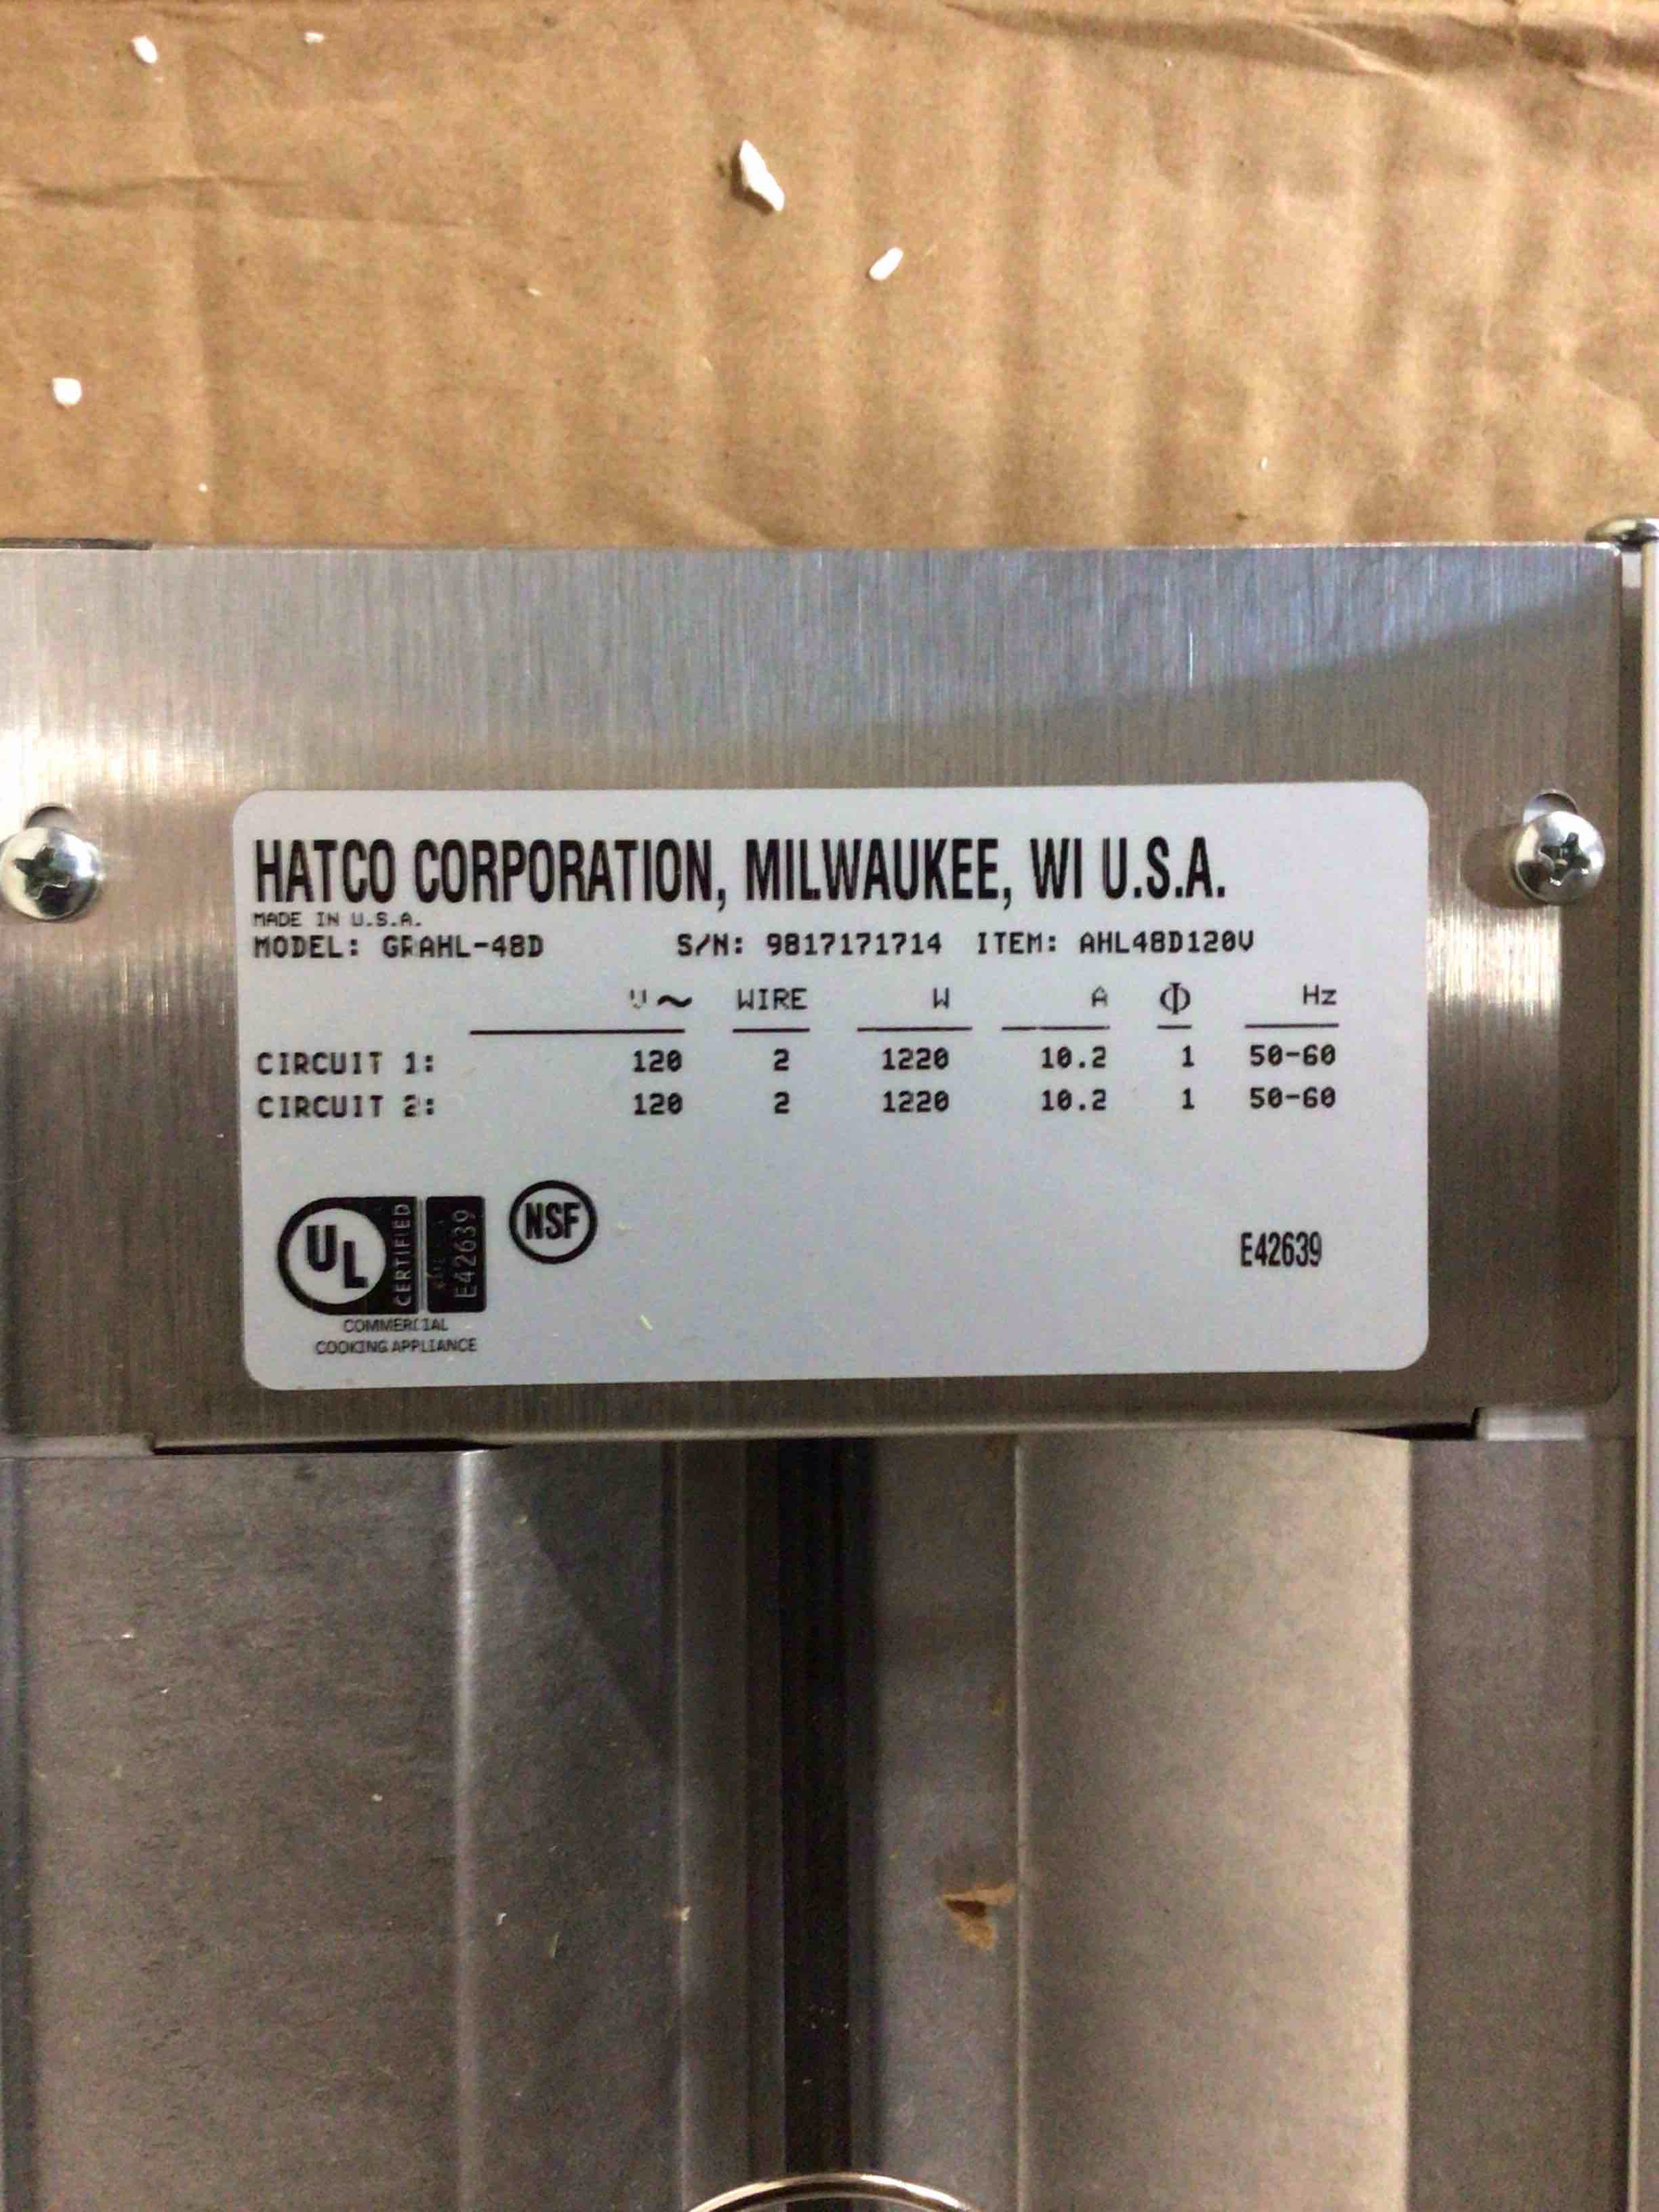 HATCO CORPORATION, MILWAUKEE, WI U.S.A.
MADE IN U.S.A.
MODEL: GRAHL-48D S/N: 9817171714 ITEM: AHL48D120V
V~ WIRE W A Φ Hz
CIRCUIT 1: 120 2 1220 10.2 1 50-60
CIRCUIT 2: 120 2 1220 10.2 1 50-60
UL CERTIFIED
E42639
NSF
E42639
COMMERCIAL
COOKING APPLIANCE